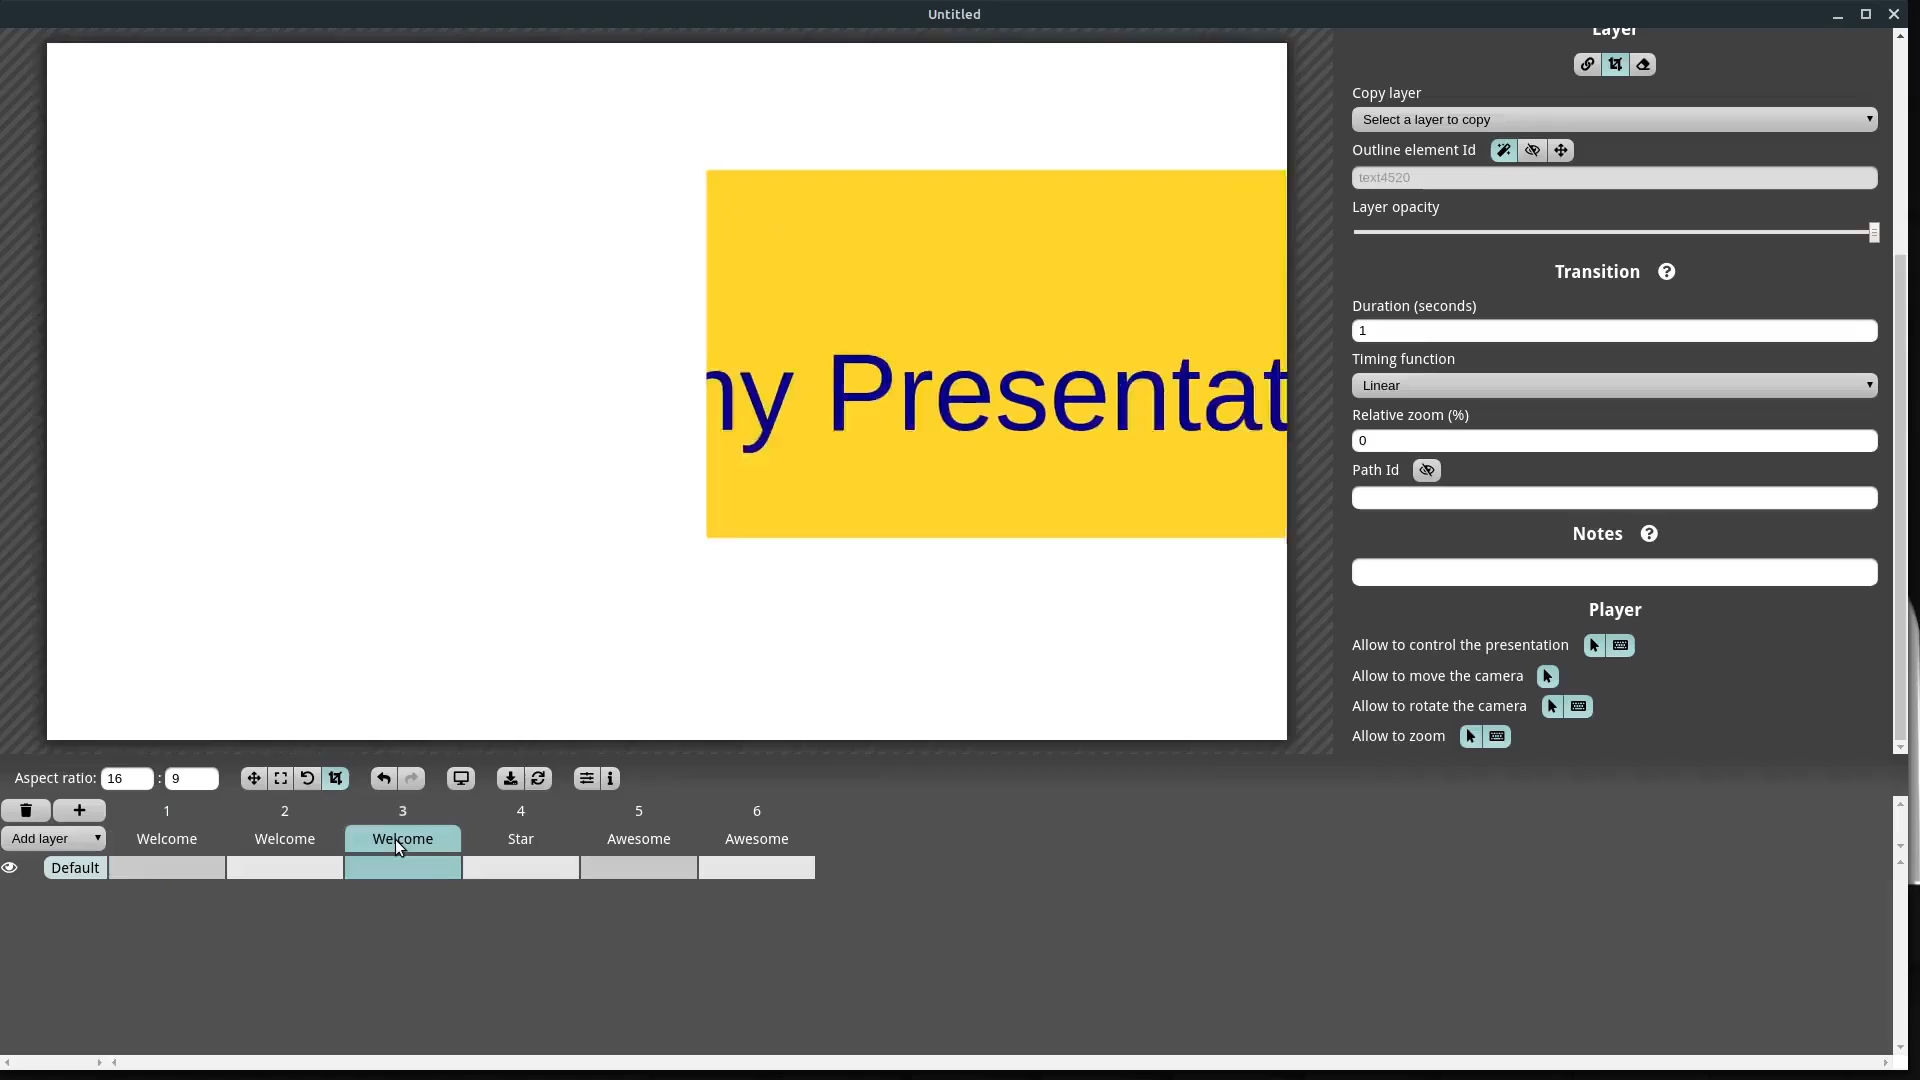 Untitled
Layer
Copy layer
Select a layer to copy
Outline element Id
text4520
Layer opacity
Transition
Duration (seconds)
1
Timing function
Linear
Relative zoom (%)
0
Path Id
Notes
Player
Allow to control the presentation
Allow to move the camera
Allow to rotate the camera
Allow to zoom
my Presentat
Aspect ratio: 16 : 9
1 2 3 4 5 6
Add layer Welcome Welcome Welcome Star Awesome Awesome
Default